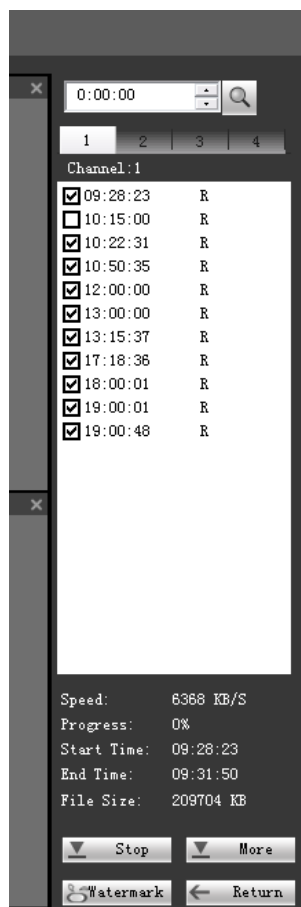 0:00:00
1 2 3 4
Channel:1
09:28:23 R
10:15:00 R
10:22:31 R
10:50:35 R
12:00:00 R
13:00:00 R
13:15:37 R
17:18:36 R
18:00:01 R
19:00:01 R
19:00:48 R
Speed: 6368 KB/S
Progress: 0%
Start Time: 09:28:23
End Time: 09:31:50
File Size: 209704 KB
Stop More
Watermark Return